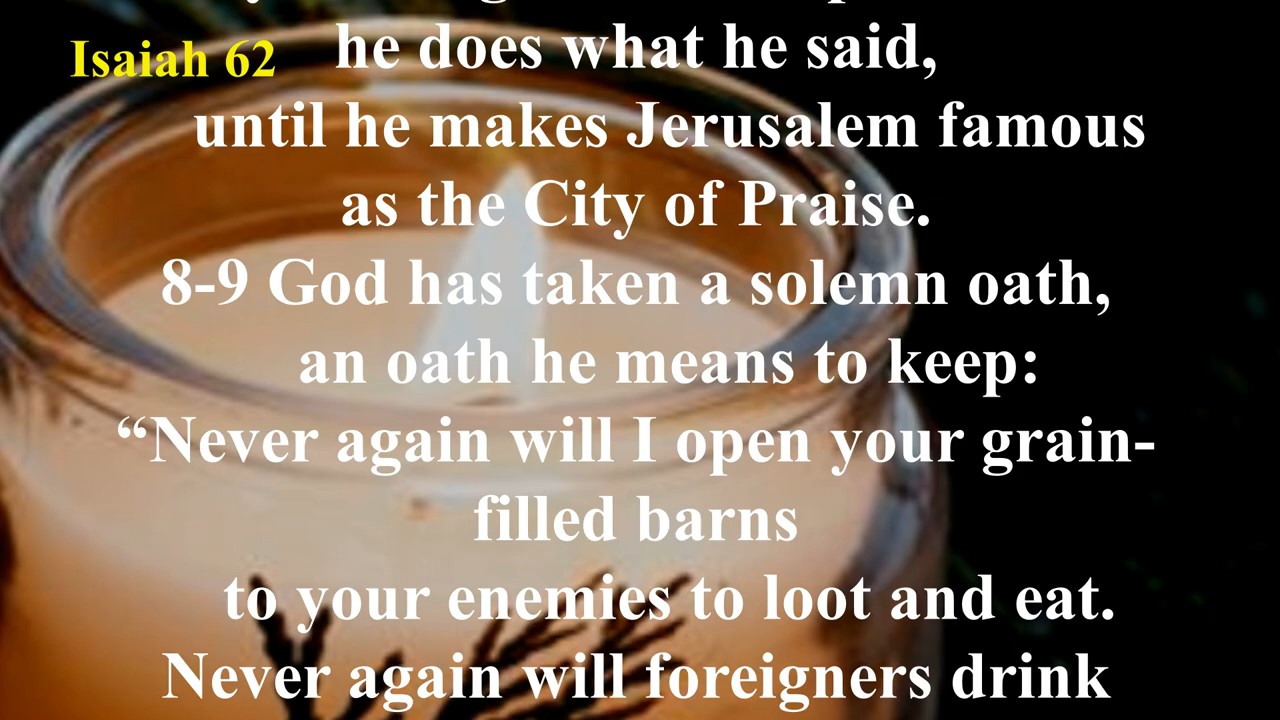 Isaiah 62
he does what he said,
until he makes Jerusalem famous
as the City of Praise.
8-9 God has taken a solemn oath,
an oath he means to keep:
“Never again will I open your grain-
filled barns
to your enemies to loot and eat.
Never again will foreigners drink